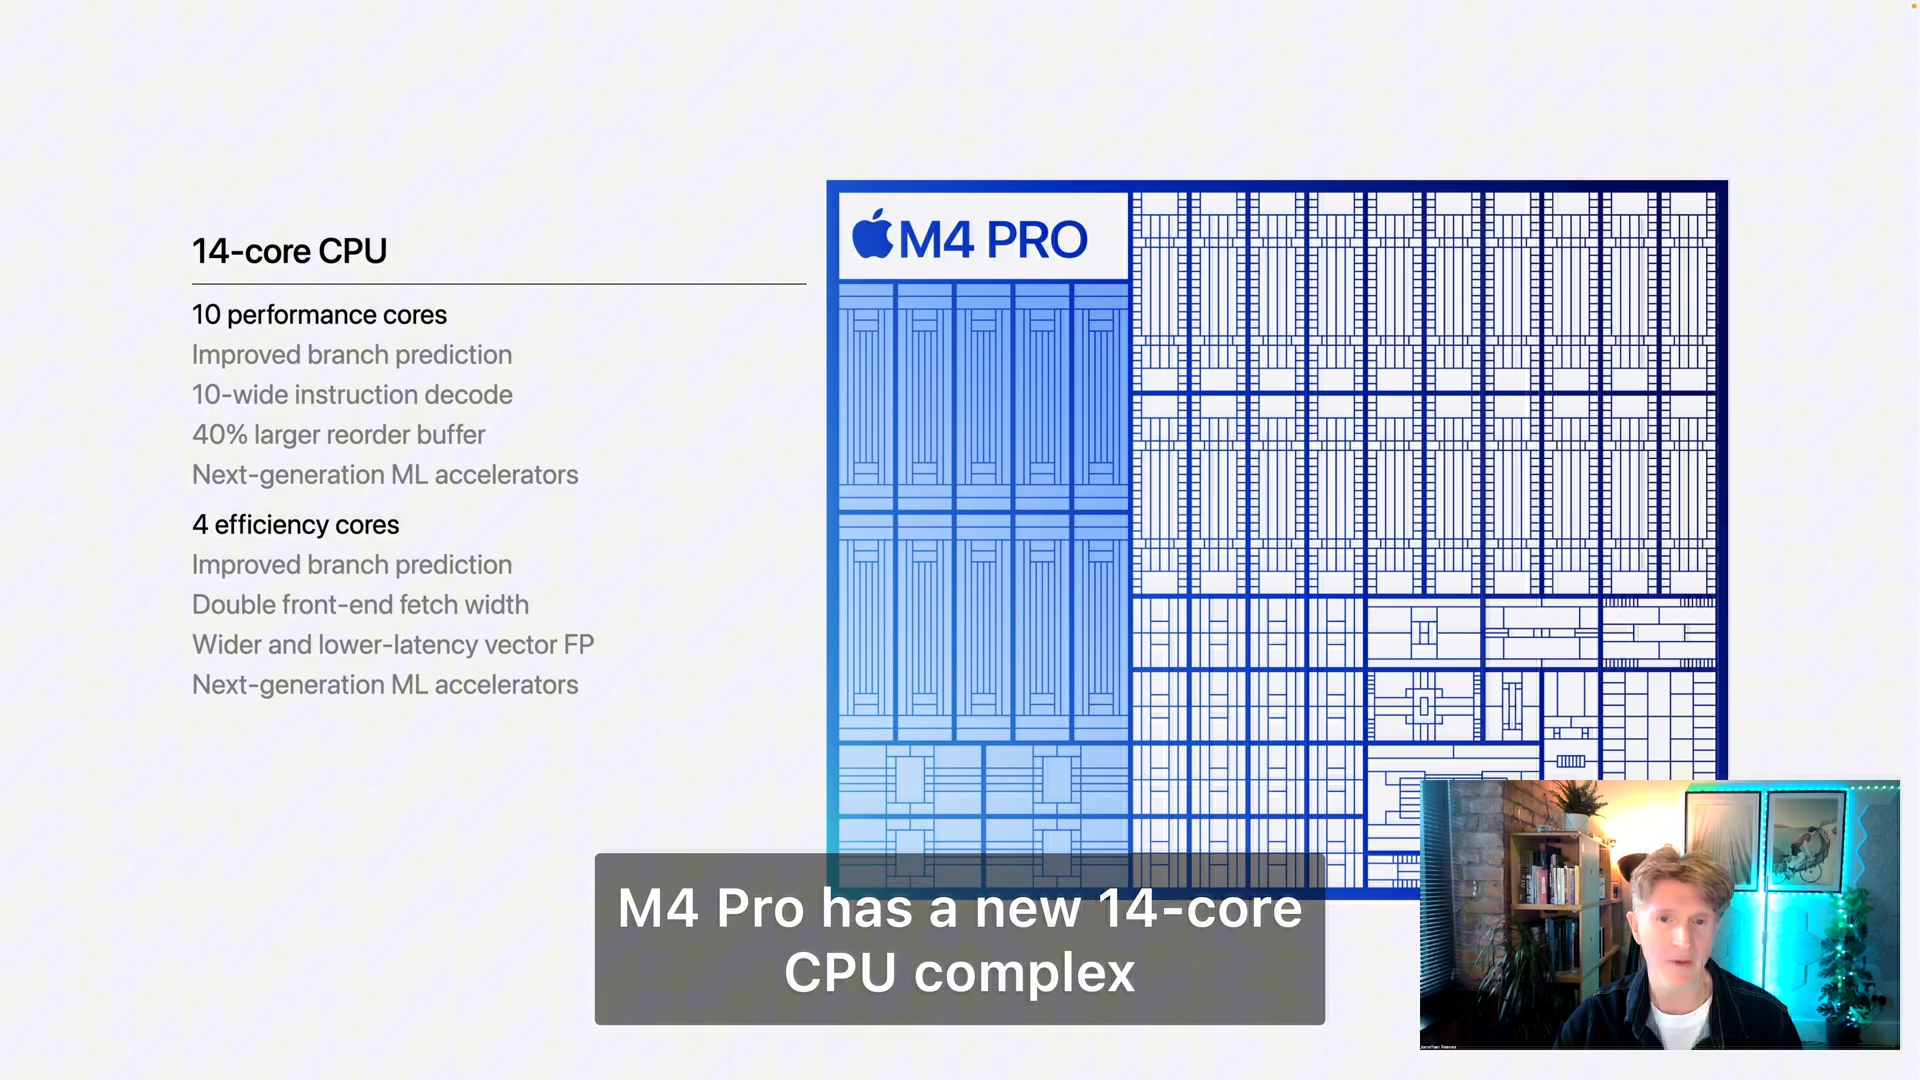 14-core CPU
10 performance cores
Improved branch prediction
10-wide instruction decode
40% larger reorder buffer
Next-generation ML accelerators
4 efficiency cores
Improved branch prediction
Double front-end fetch width
Wider and lower-latency vector FP
Next-generation ML accelerators
M4 PRO
M4 Pro has a new 14-core
CPU complex
Jonathan Reeves